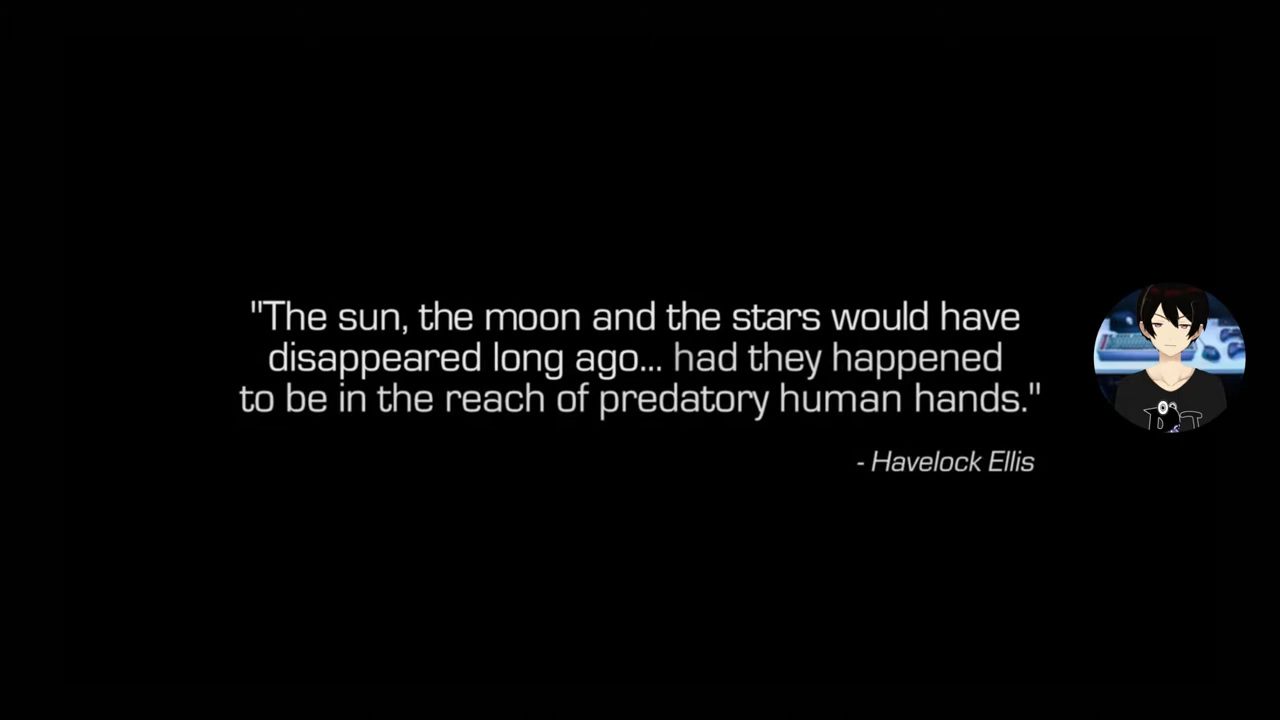 "The sun, the moon and the stars would have
disappeared long ago... had they happened
to be in the reach of predatory human hands."
- Havelock Ellis